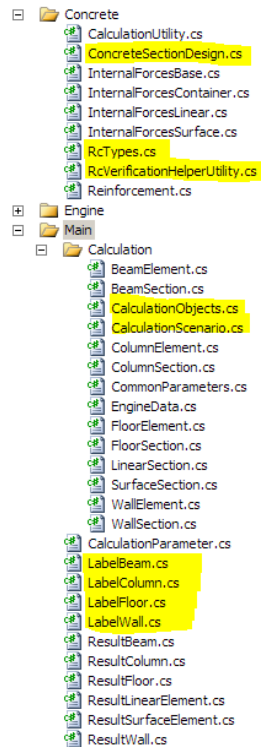 Concrete
CalculationUtility.cs
ConcreteSectionDesign.cs
InternalForcesBase.cs
InternalForcesContainer.cs
InternalForcesLinear.cs
InternalForcesSurface.cs
RcTypes.cs
RcVerificationHelperUtility.cs
Reinforcement.cs
Engine
Main
Calculation
BeamElement.cs
BeamSection.cs
CalculationObjects.cs
CalculationScenario.cs
ColumnElement.cs
ColumnSection.cs
CommonParameters.cs
EngineData.cs
FloorElement.cs
FloorSection.cs
LinearSection.cs
SurfaceSection.cs
WallElement.cs
WallSection.cs
CalculationParameter.cs
LabelBeam.cs
LabelColumn.cs
LabelFloor.cs
LabelWall.cs
ResultBeam.cs
ResultColumn.cs
ResultFloor.cs
ResultLinearElement.cs
ResultSurfaceElement.cs
ResultWall.cs